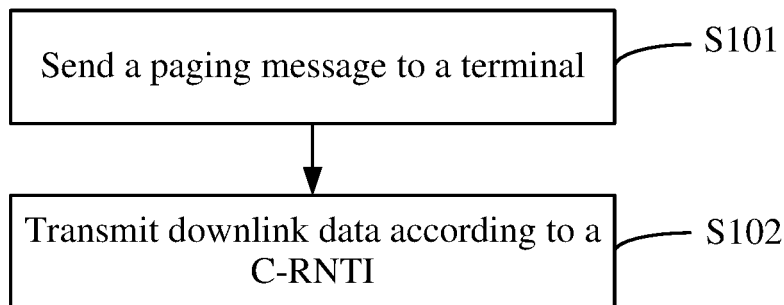 Send a paging message to a terminal
S101
Transmit downlink data according to a
C-RNTI
S102